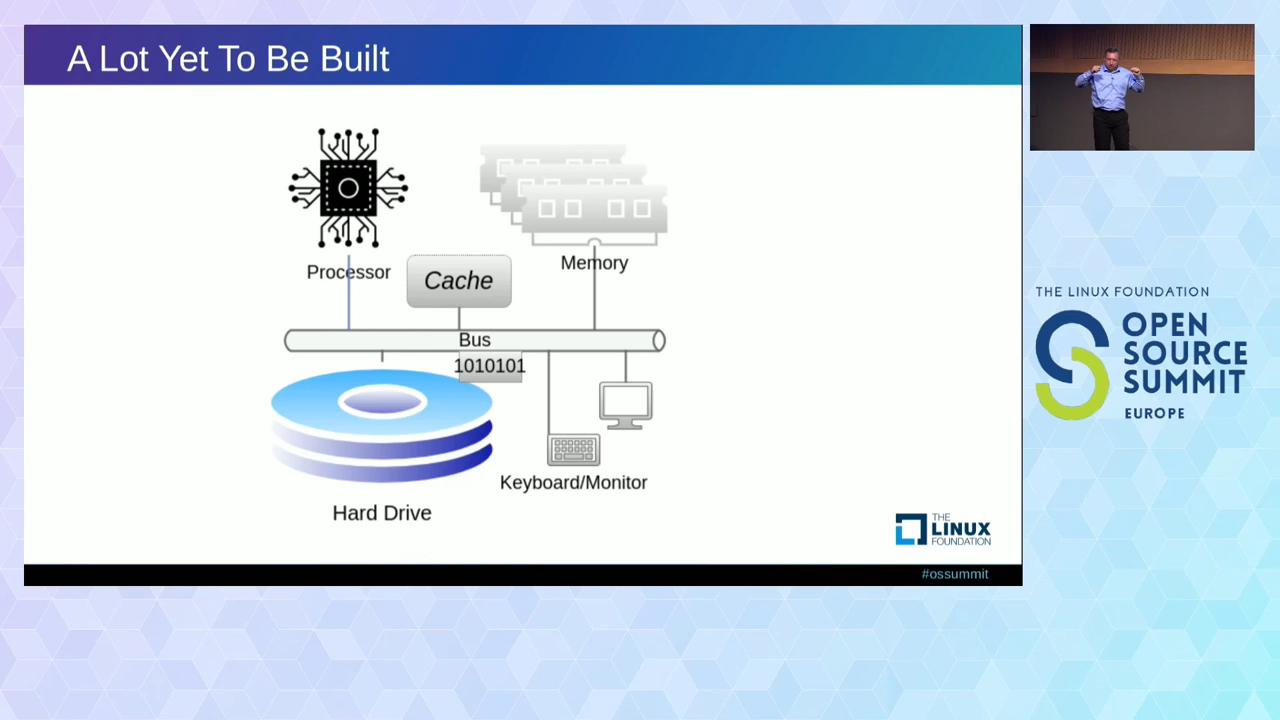 A Lot Yet To Be Built
Processor
Cache
Memory
Bus
1010101
Keyboard/Monitor
Hard Drive
THE
LINUX
FOUNDATION
#ossummit
THE LINUX FOUNDATION
OPEN
SOURCE
SUMMIT
EUROPE